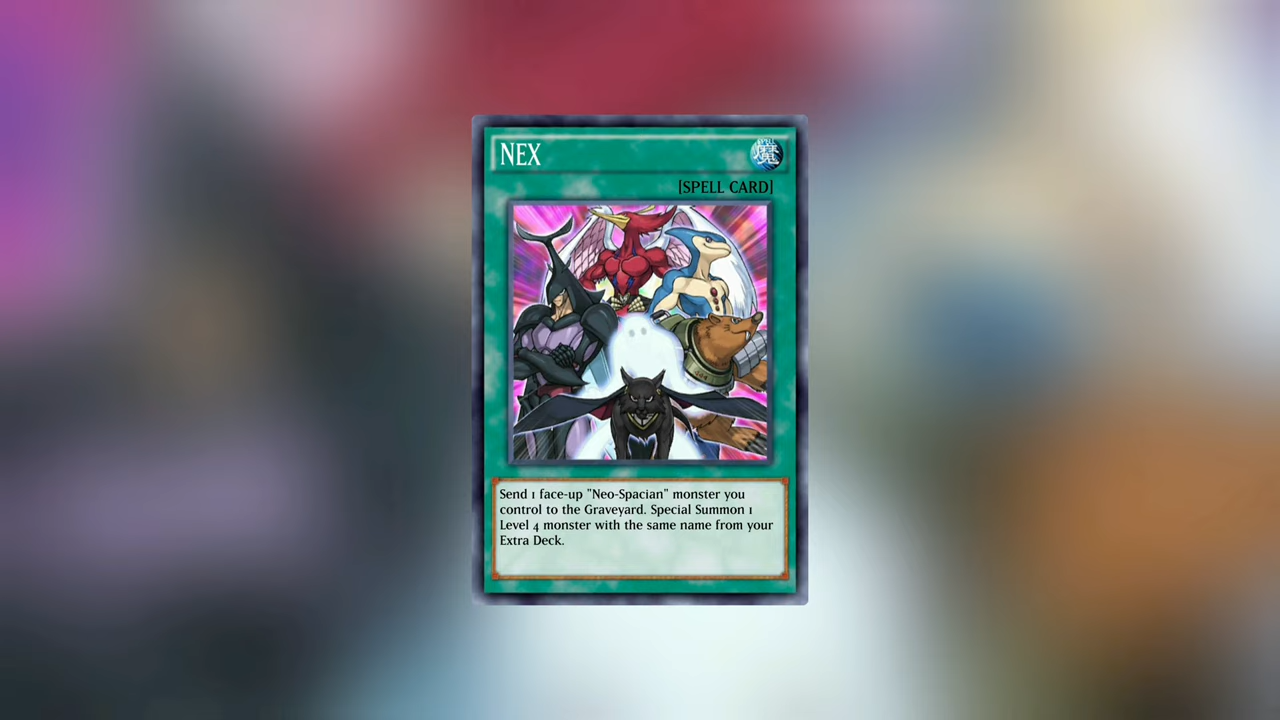 NEX
魔
[SPELL CARD]
Send 1 face-up "Neo-Spacian" monster you
control to the Graveyard. Special Summon 1
Level 4 monster with the same name from your
Extra Deck.